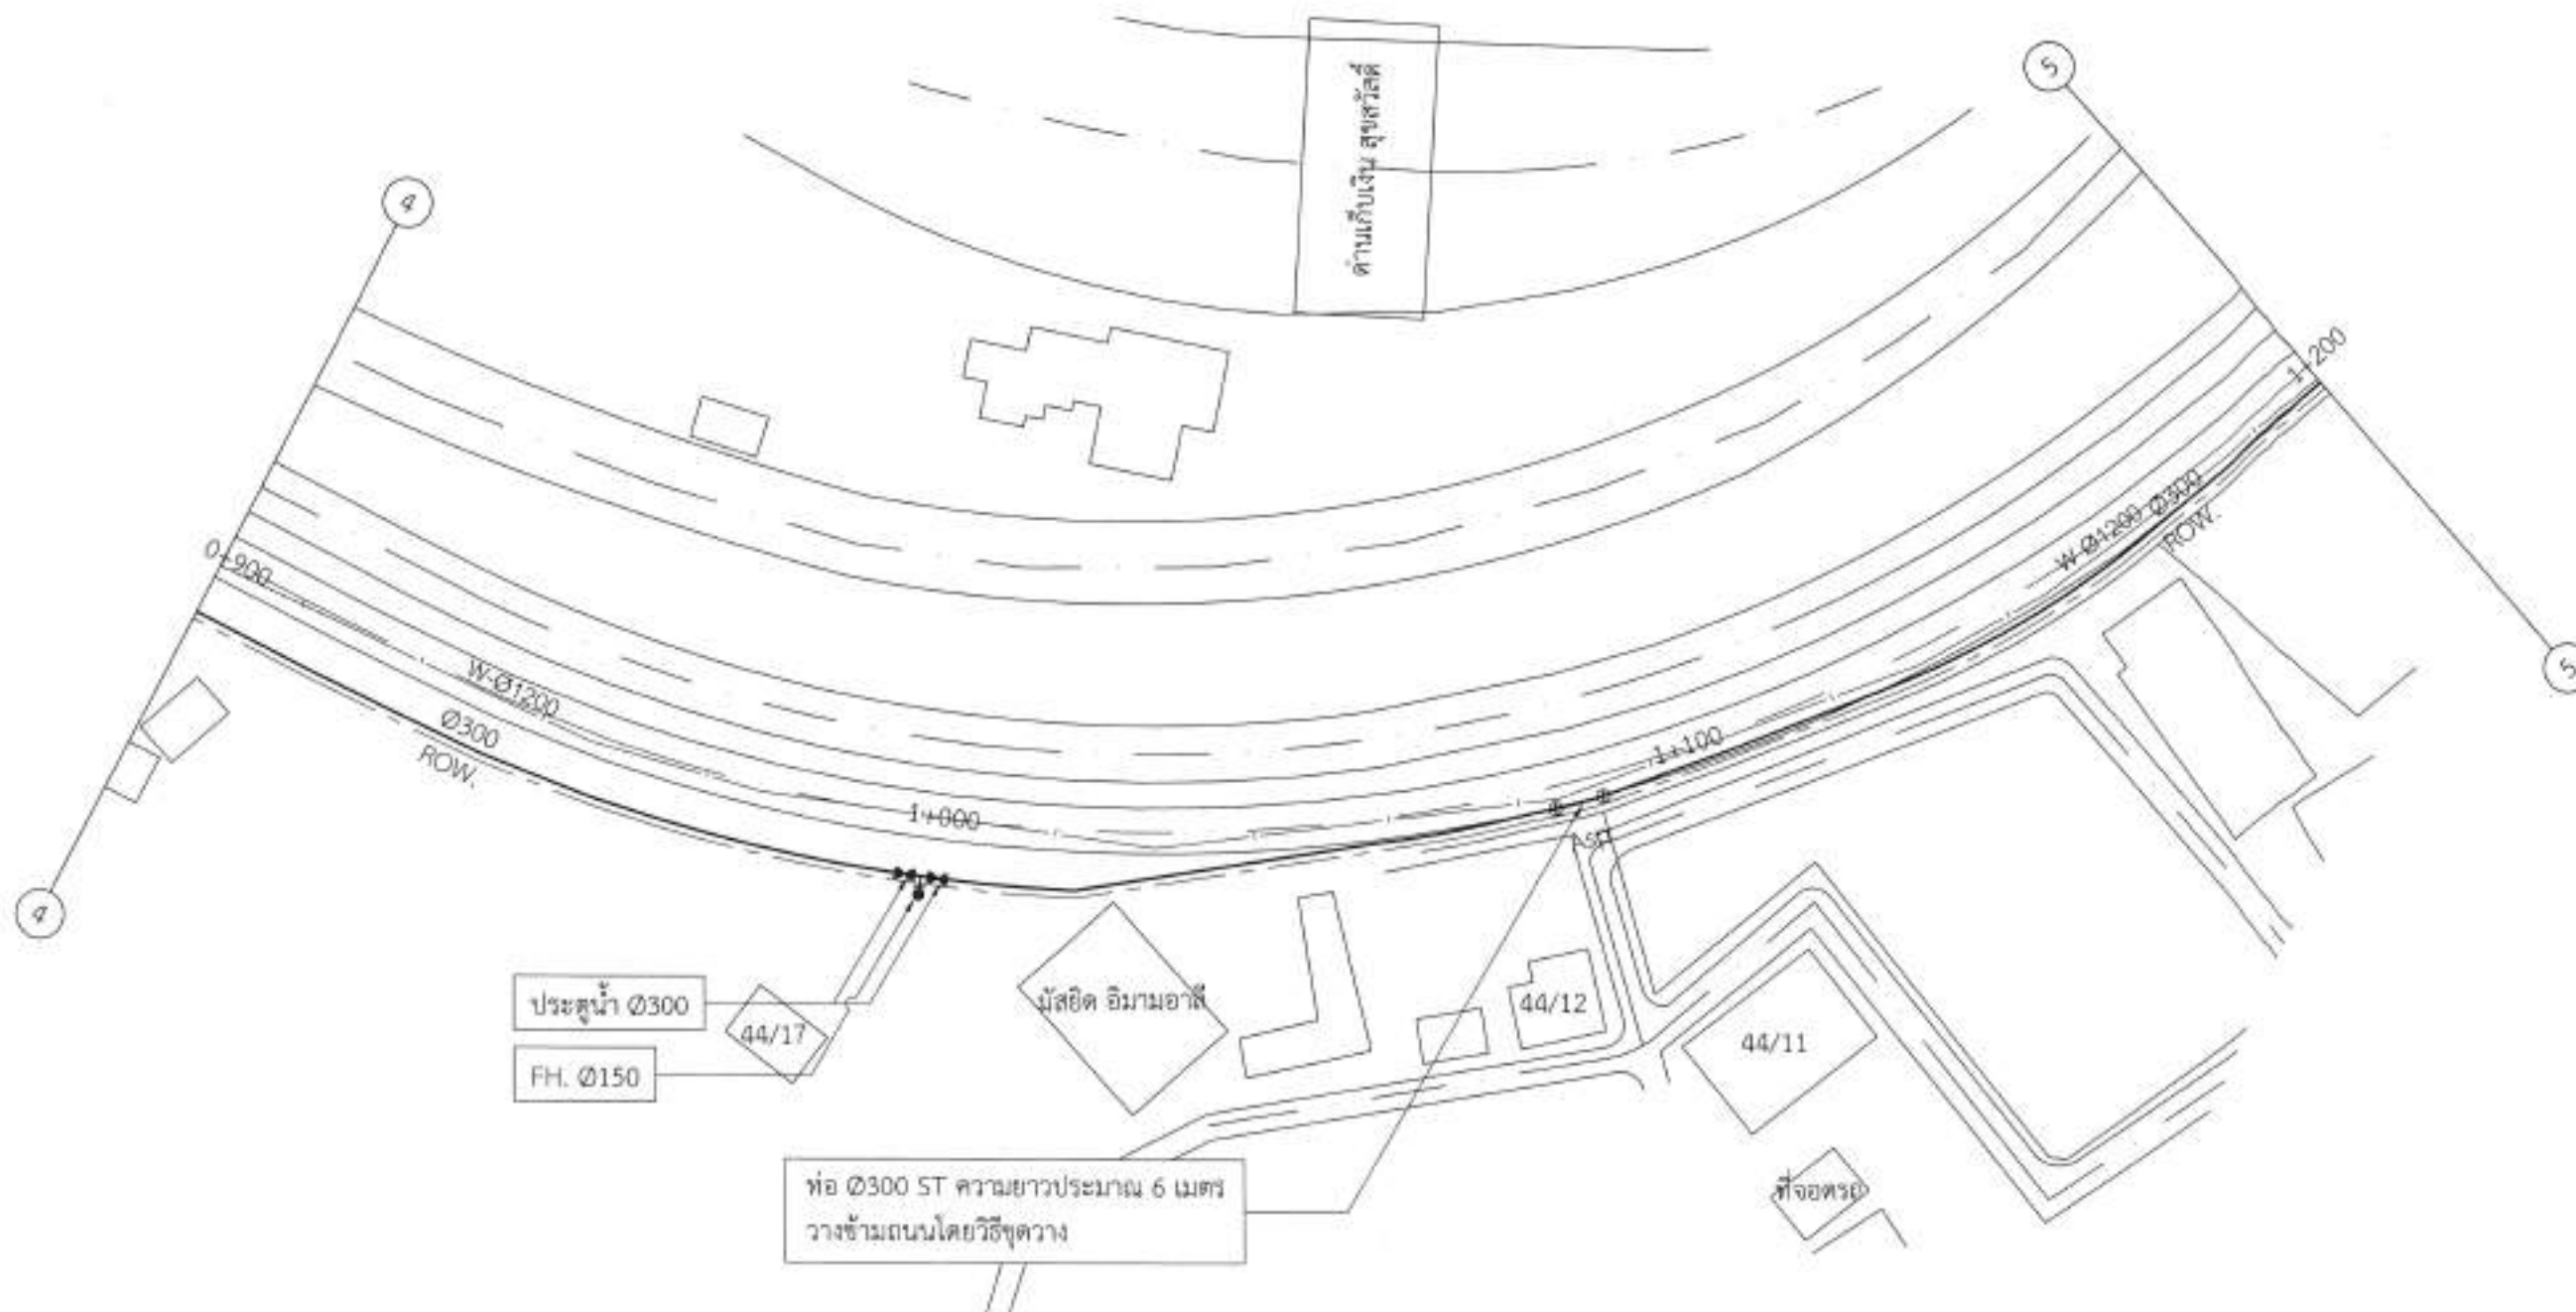 ด่านเก็บเงิน สุขสวัสดิ์
5
4
1+200
0+900
W-Ø1200 Ø300
ROW.
W-Ø1200
Ø300
ROW.
1+100
1+000
ASP
5
4
ประตูน้ำ Ø300
44/17
มัสยิด อิมามอาลี
44/12
44/11
FH. Ø150
ท่อ Ø300 ST ความยาวประมาณ 6 เมตร
วางข้ามถนนโดยวิธีขุดวาง
ที่จอดรถ